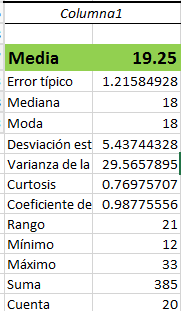 Columna1
Media 19.25
Error típico 1.21584928
Mediana 18
Moda 18
Desviación est 5.43744328
Varianza de la 29.5657895
Curtosis 0.76975707
Coeficiente de 0.98775556
Rango 21
Mínimo 12
Máximo 33
Suma 385
Cuenta 20